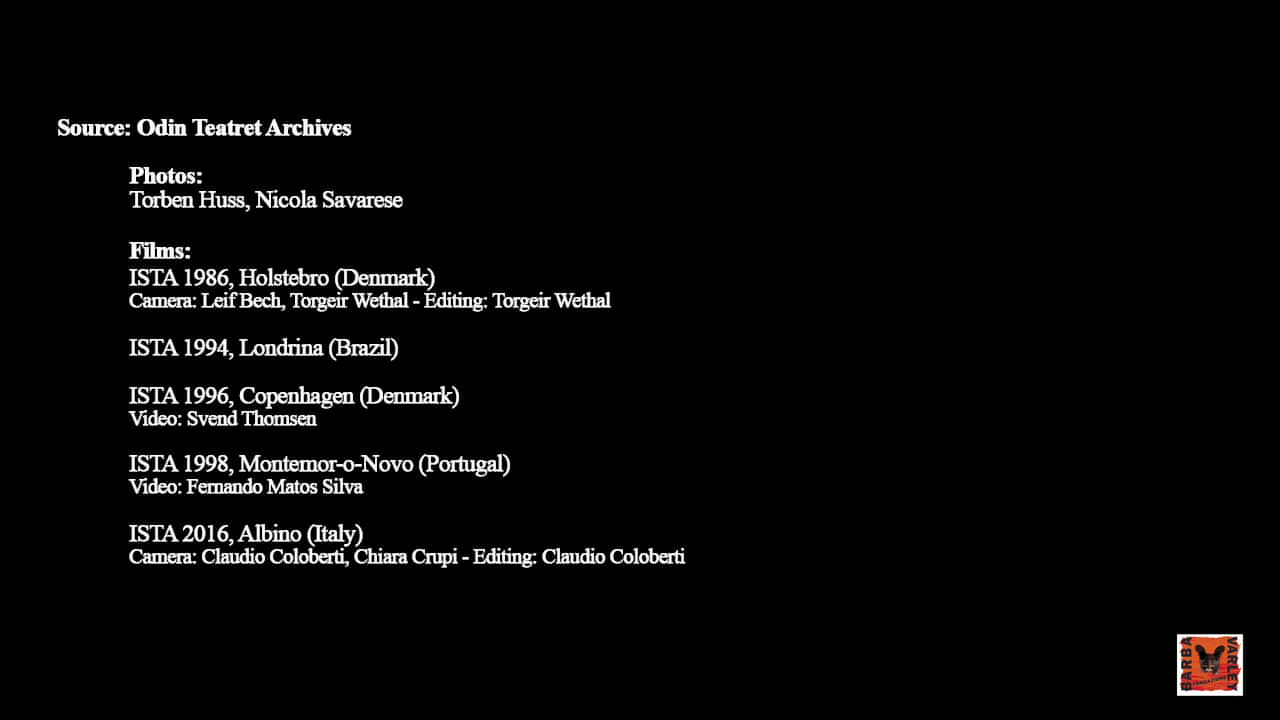 Source: Odin Teatret Archives
Photos:
Torben Huss, Nicola Savarese
Films:
ISTA 1986, Holstebro (Denmark)
Camera: Leif Bech, Torgeir Wethal - Editing: Torgeir Wethal
ISTA 1994, Londrina (Brazil)
ISTA 1996, Copenhagen (Denmark)
Video: Svend Thomsen
ISTA 1998, Montemor-o-Novo (Portugal)
Video: Fernando Matos Silva
ISTA 2016, Albino (Italy)
Camera: Claudio Coloberti, Chiara Crupi - Editing: Claudio Coloberti
BARBA
FONDAZIONE
VARLEY